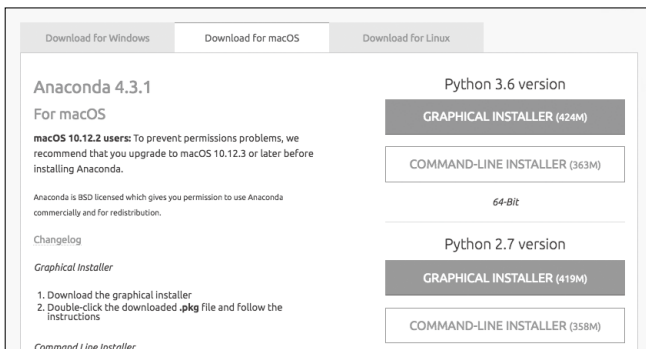 Download for Windows
Download for macOS
Download for Linux
Anaconda 4.3.1
For macOS
macOS 10.12.2 users: To prevent permissions problems, we
recommend that you upgrade to macOS 10.12.3 or later before
installing Anaconda.
Anaconda is BSD licensed which gives you permission to use Anaconda
commercially and for redistribution.
Changelog
Graphical Installer
1. Download the graphical installer
2. Double-click the downloaded .pkg file and follow the
instructions
Command Line Installer
Python 3.6 version
GRAPHICAL INSTALLER (424M)
COMMAND-LINE INSTALLER (363M)
64-Bit
Python 2.7 version
GRAPHICAL INSTALLER (419M)
COMMAND-LINE INSTALLER (358M)